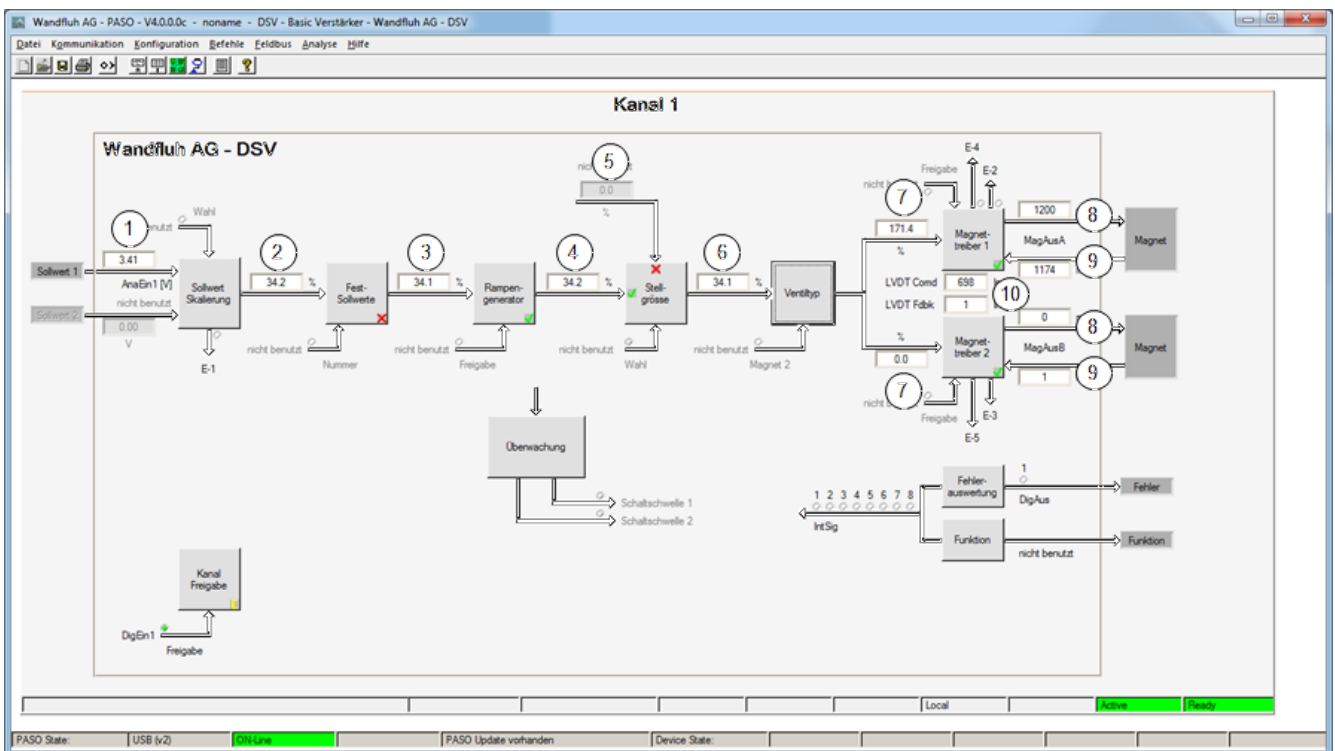 Wandfluh AG - PASO - V4.0.0.0c - noname - DSV - Basic Verstärker - Wandfluh AG - DSV
Datei Kommunikation Konfiguration Befehle Feldbus Analyse Hilfe
Kanal 1
Wandfluh AG - DSV
E-4
5
Freigabe
E-2
0.0
%
7
Wahl
1
1200
8
171.4
%
Magnet-
treiber 1
MagAusA
Magnet
3.41
2
3
4
6
Sollwert 1
AnaEin1 [V]
Sollwert
Skalierung
34.2 %
Fest-
Sollwerte
34.1 %
Rampen-
generator
34.2 %
Stell-
grösse
34.1 %
Ventiltyp
1174
9
LVDT Comd 698
10
LVDT Fdbk 1
nicht benutzt
Sollwert 2
0.00
V
0
8
%
0.0
Magnet-
treiber 2
MagAusB
Magnet
1
9
E-1
nicht benutzt
Nummer
nicht benutzt
Freigabe
nicht benutzt
Wahl
nicht benutzt
Magnet 2
7
Freigabe
E-3
E-5
Überwachung
Schaltschwelle 1
Schaltschwelle 2
1 2 3 4 5 6 7 8
IntSig
Fehler-
auswertung
1
DigAus
Fehler
Funktion
nicht benutzt
Funktion
Kanal
Freigabe
DigEin1
Freigabe
Local
Active
Ready
PASO State:
USB (v2)
ON-Line
PASO Update vorhanden
Device State: